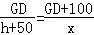 GD/h+50 = GD+100/x